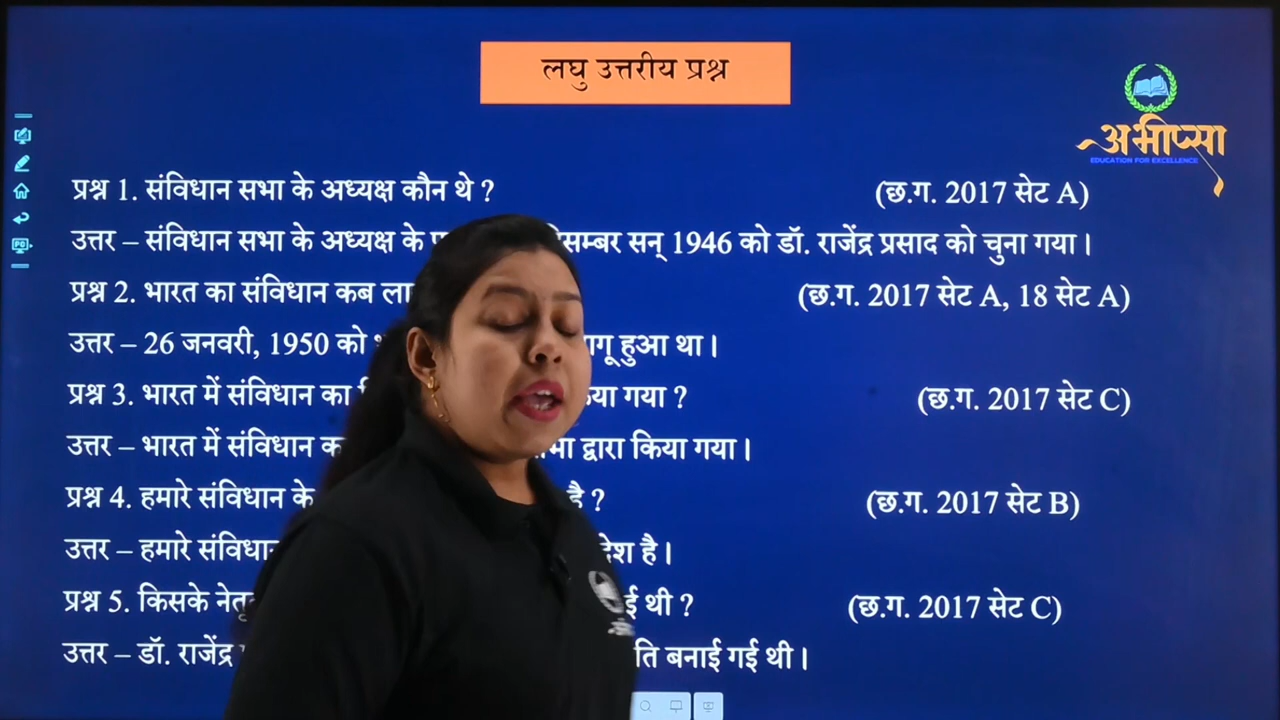 लघु उत्तरीय प्रश्न
अभीप्सा
EDUCATION FOR EXCELLENCE
प्रश्न 1. संविधान सभा के अध्यक्ष कौन थे ? (छ.ग. 2017 सेट A)
उत्तर – संविधान सभा के अध्यक्ष के सन् 1946 को डॉ. राजेंद्र प्रसाद को चुना गया।
प्रश्न 2. भारत का संविधान कब (छ.ग. 2017 सेट A, 18 सेट A)
उत्तर – 26 जनवरी, 1950 को हुआ था।
प्रश्न 3. भारत में संविधान का गया ? (छ.ग. 2017 सेट C)
उत्तर – भारत में संविधान द्वारा किया गया।
प्रश्न 4. हमारे संविधान के है ? (छ.ग. 2017 सेट B)
उत्तर – हमारे है।
प्रश्न 5. किसके थी ? (छ.ग. 2017 सेट C)
उत्तर – डॉ. राजेंद्र बनाई गई थी।